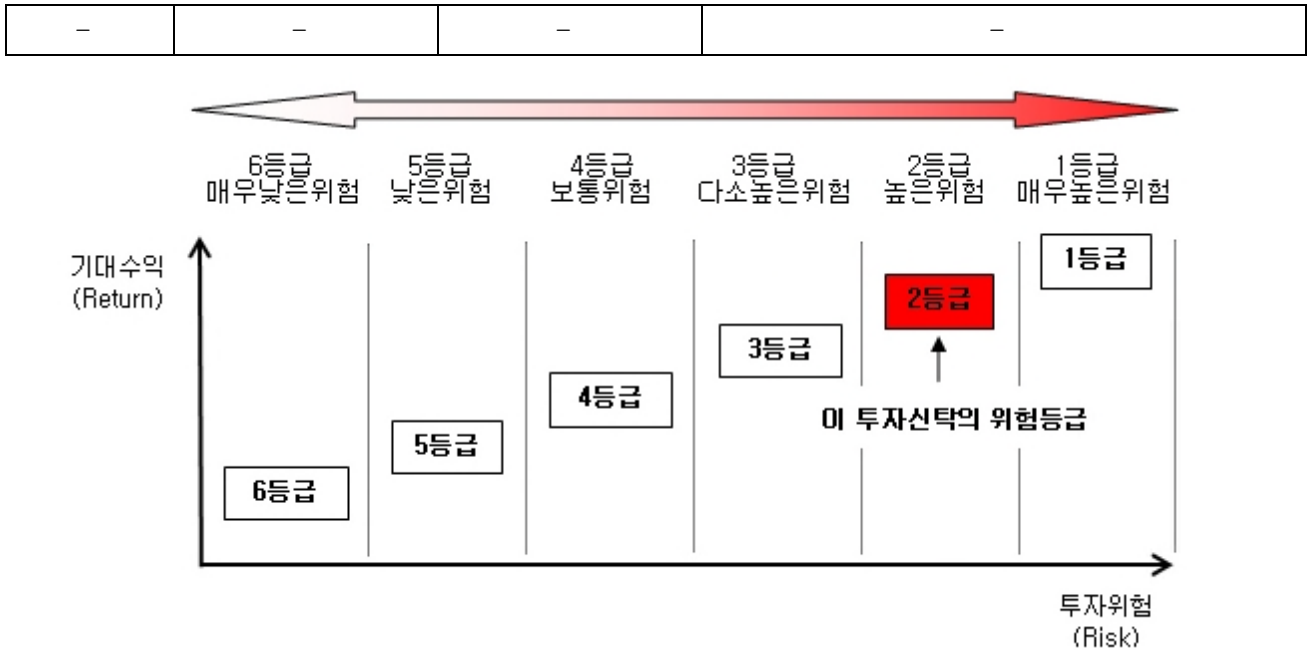 – – – –
6등급 5등급 4등급 3등급 2등급 1등급
매우낮은위험 낮은위험 보통위험 다소높은위험 높은위험 매우높은위험
기대수익
(Return)
1등급
2등급
3등급
4등급
이 투자신탁의 위험등급
5등급
6등급
투자위험
(Risk)